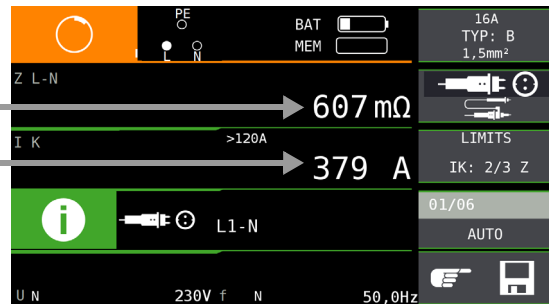 PE
L N
BAT
MEM
16A
TYP: B
1,5mm²
Z L-N
607 mΩ
I K >120A
379 A
LIMITS
IK: 2/3 Z
i
L1-N
01/06
AUTO
U N 230V f N 50,0Hz